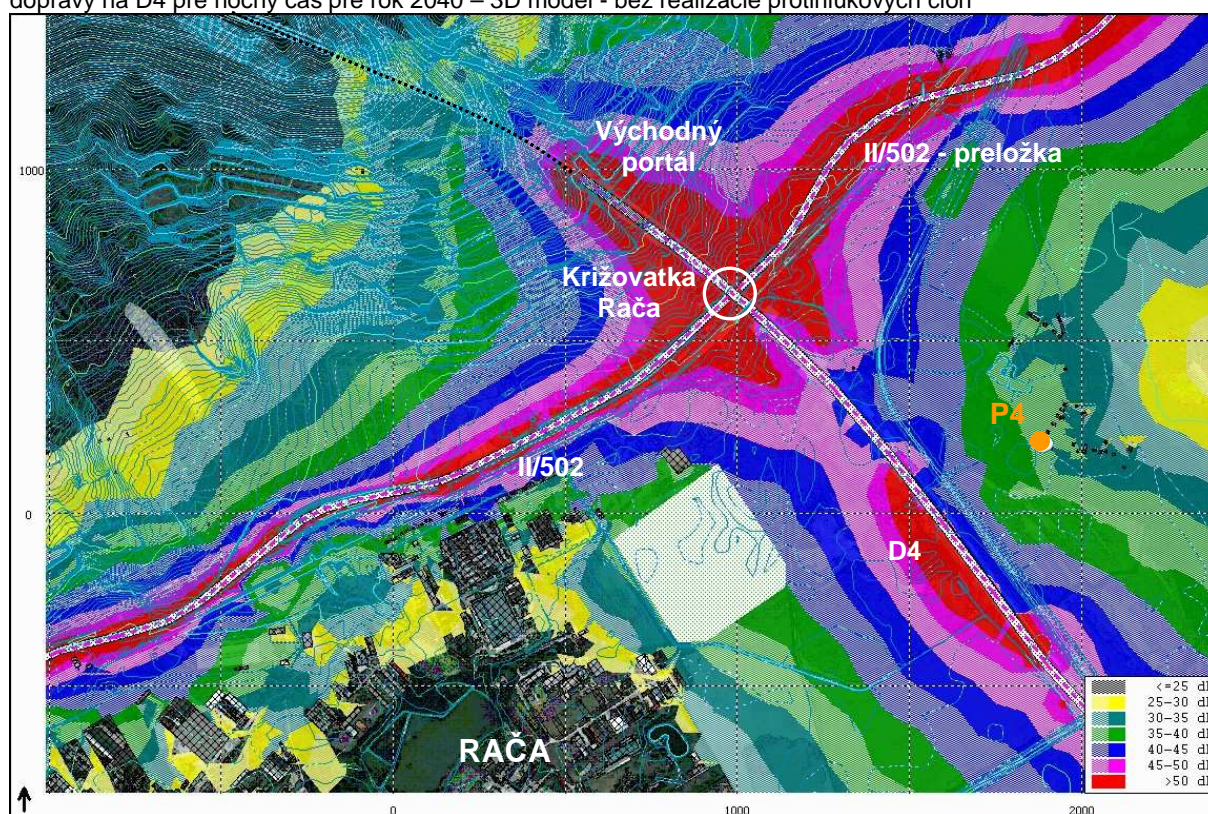 dopravy na D4 pre nočný čas pre rok 2040 – 3D model - bez realizácie protihlukových clôn
Východný
portál
II/502 - preložka
1000
Križovatka
Rača
P4
II/502
0
D4
RAČA
<=25 d
25-30 d
30-35 d
35-40 d
40-45 d
45-50 d
>50 d
0
1000
2000